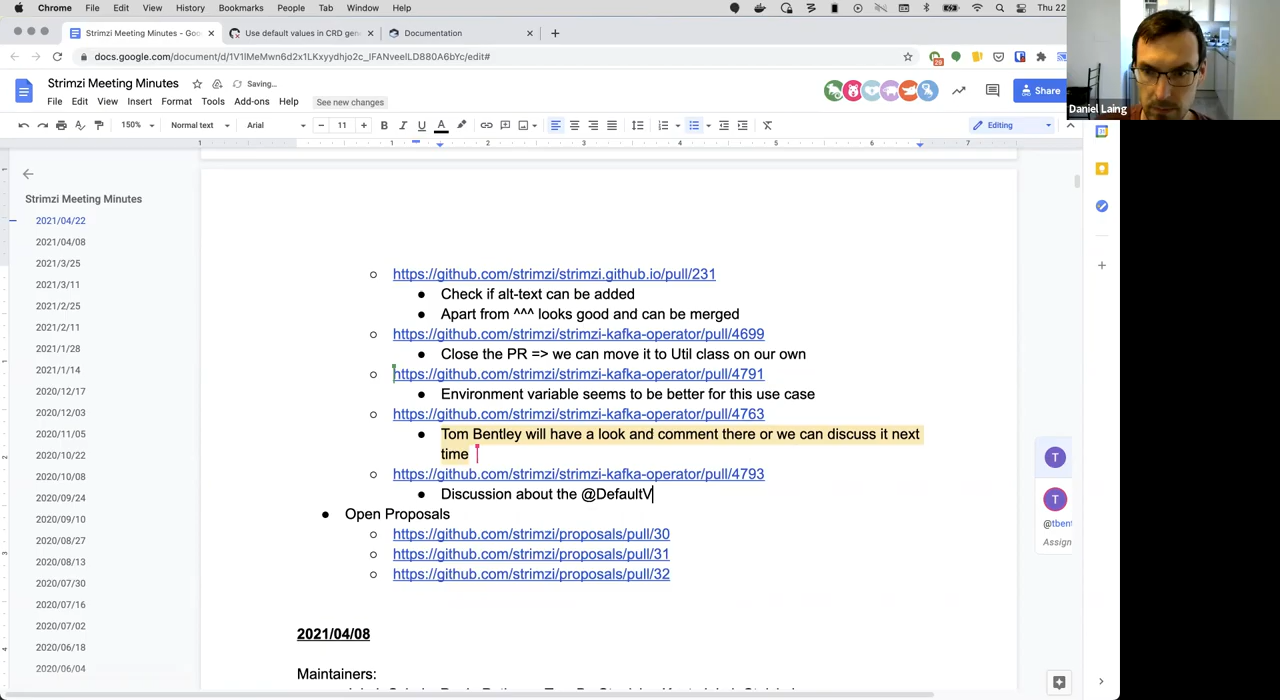 Chrome File Edit View History Bookmarks People Tab Window Help Thu 22
Strimzi Meeting Minutes - Goo
Use default values in CRD gen
Documentation
docs.google.com/document/d/
Strimzi Meeting Minutes
Saving...
File Edit View Insert Format Tools Add-ons Help See new changes
Share
Daniel Laing
150% Normal text Arial 11 Editing
1 1 2 3 4 5 6 7
Strimzi Meeting Minutes
2021/04/22
2021/04/08
2021/3/25
2021/3/11
2021/2/25
2021/2/11
2021/1/28
2021/1/14
2020/12/17
2020/12/03
2020/11/05
2020/10/22
2020/10/08
2020/09/24
2020/09/10
2020/08/27
2020/08/13
2020/07/30
2020/07/16
2020/07/02
2020/06/18
2020/06/04
https://github.com/strimzi/strimzi.github.io/pull/231
Check if alt-text can be added
Apart from ^^^ looks good and can be merged
https://github.com/strimzi/strimzi-kafka-operator/pull/4699
Close the PR => we can move it to Util class on our own
https://github.com/strimzi/strimzi-kafka-operator/pull/4791
Environment variable seems to be better for this use case
https://github.com/strimzi/strimzi-kafka-operator/pull/4763
Tom Bentley will have a look and comment there or we can discuss it next
time
https://github.com/strimzi/strimzi-kafka-operator/pull/4793
Discussion about the @DefaultV
Open Proposals
https://github.com/strimzi/proposals/pull/30
https://github.com/strimzi/proposals/pull/31
https://github.com/strimzi/proposals/pull/32
2021/04/08
Maintainers:
T
T
@tbent
Assign